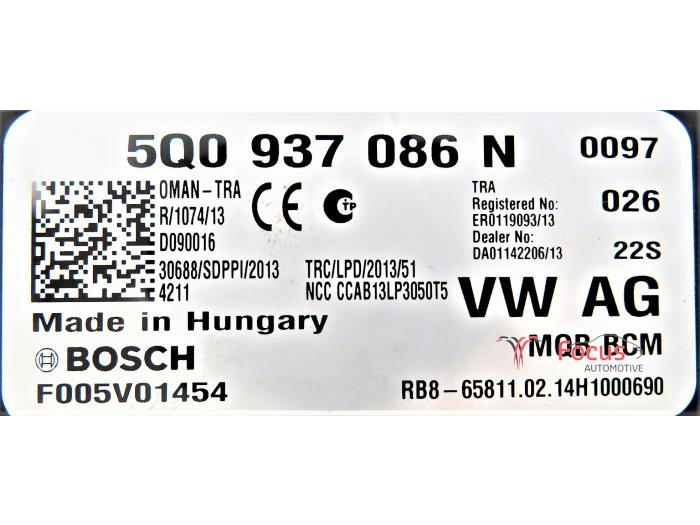 5Q0 937 086 N 0097
OMAN-TRA
R/1074/13
D090016
CE
TP
TRA
Registered No:
ER0119093/13
Dealer No:
DA01142206/13
026
22S
30688/SDPPI/2013
4211
TRC/LPD/2013/51
NCC CCAB13LP3050T5
VW AG
Made in Hungary
BOSCH
MQB BCM
Focus
AUTOMOTIVE
F005V01454
RB8-65811.02.14H1000690